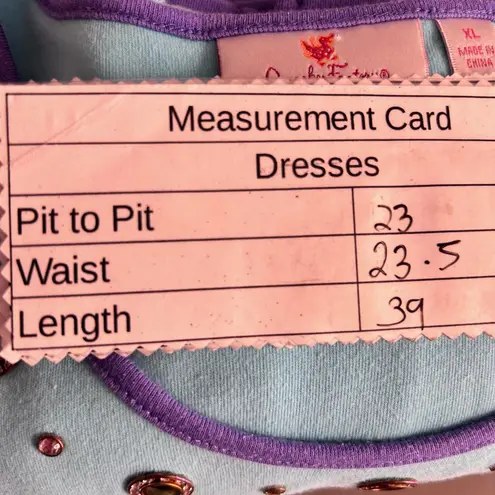 XL
MADE IN
CHINA
Measurement Card
Dresses
Pit to Pit 23
Waist 23.5
Length 39